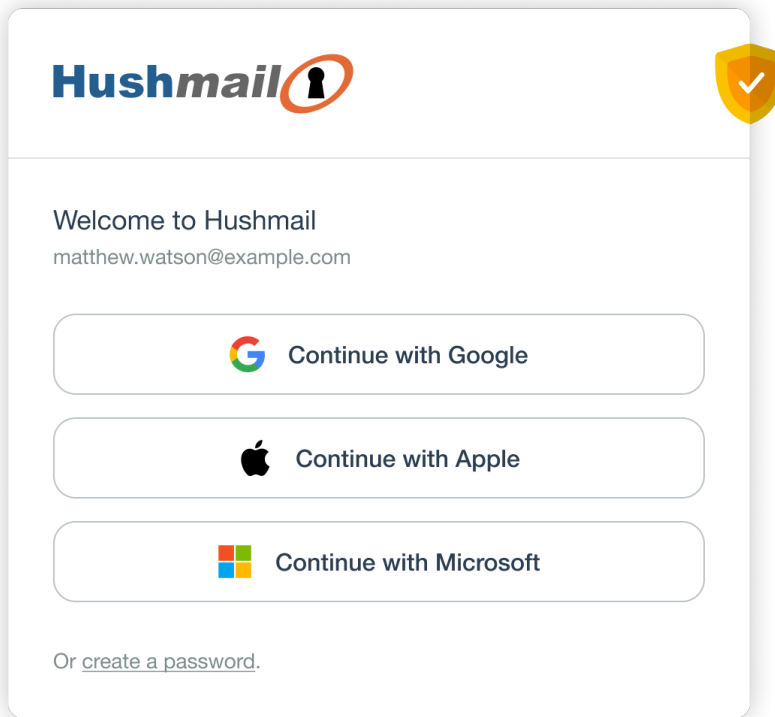 Hushmail
Welcome to Hushmail
matthew.watson@example.com
Continue with Google
Continue with Apple
Continue with Microsoft
Or create a password.